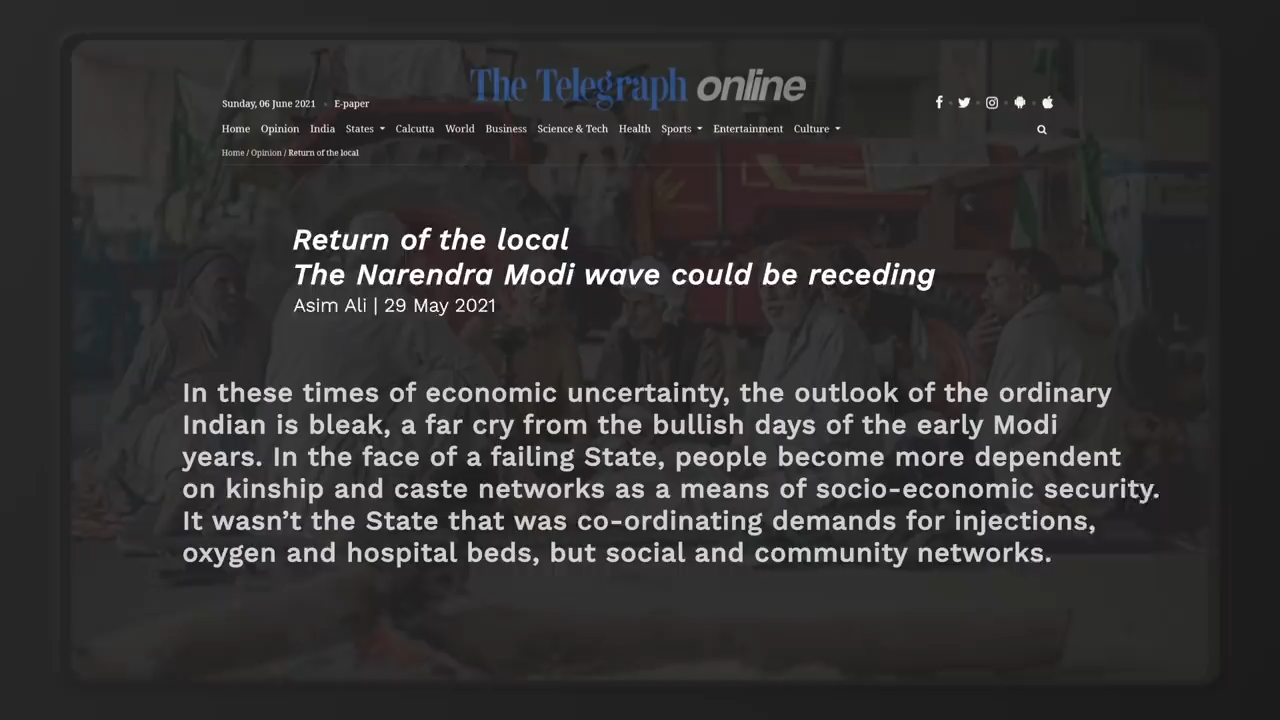 The Telegraph online
Sunday, 06 June 2021 • E-paper
Home Opinion India States Calcutta World Business Science & Tech Health Sports Entertainment Culture
Home / Opinion / Return of the local
Return of the local
The Narendra Modi wave could be receding
Asim Ali | 29 May 2021
In these times of economic uncertainty, the outlook of the ordinary
Indian is bleak, a far cry from the bullish days of the early Modi
years. In the face of a failing State, people become more dependent
on kinship and caste networks as a means of socio-economic security.
It wasn’t the State that was co-ordinating demands for injections,
oxygen and hospital beds, but social and community networks.